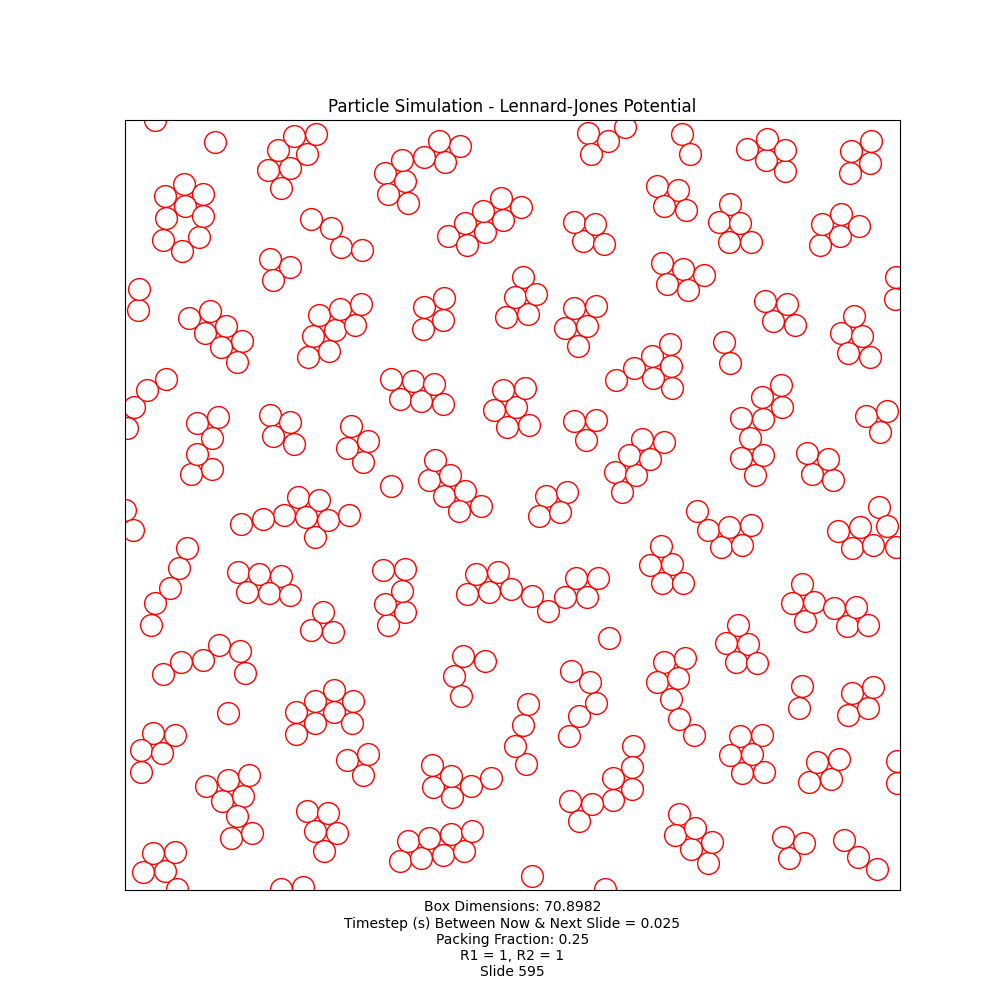 Particle Simulation - Lennard-Jones Potential
Box Dimensions: 70.8982
Timestep (s) Between Now & Next Slide = 0.025
Packing Fraction: 0.25
R1 = 1, R2 = 1
Slide 595